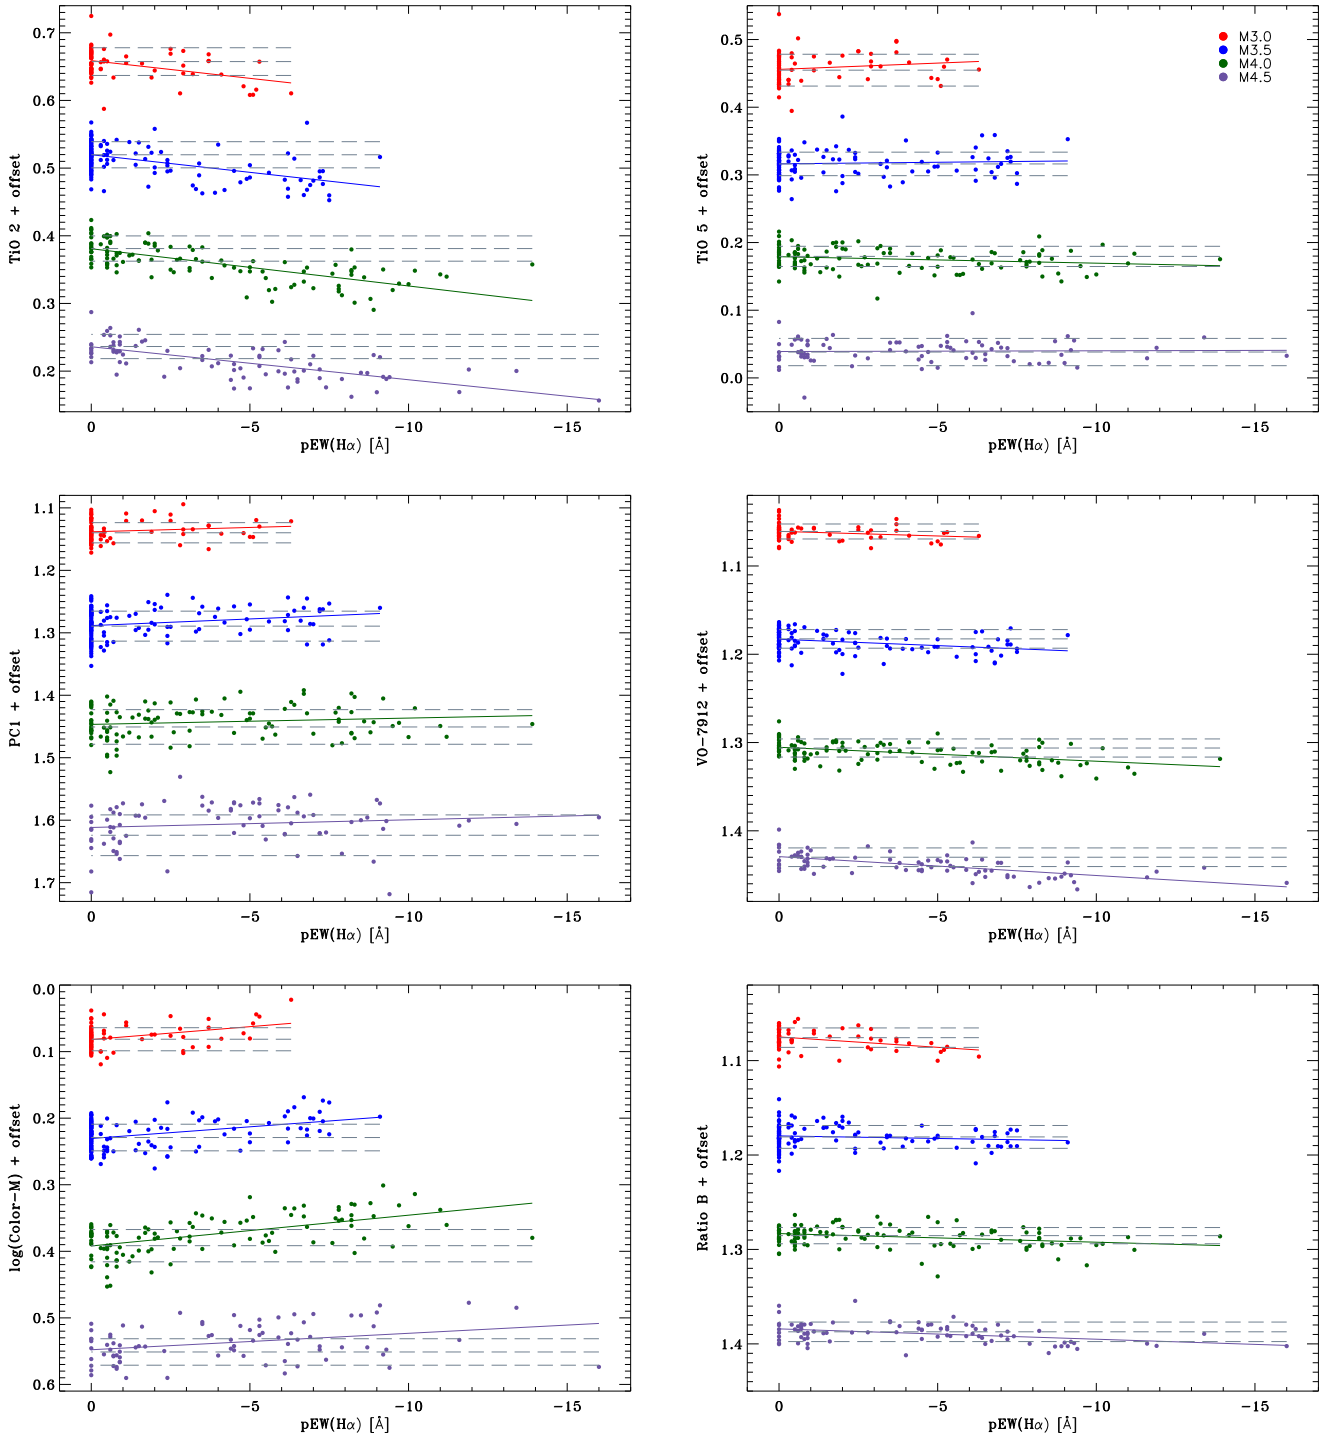 0.7
0.6
0.5
0.4
0.3
0.2
TiO 2 + offset
0 −5 −10 −15
pEW(Hα) [Å]
0.5
0.4
0.3
0.2
0.1
0.0
TiO 5 + offset
M3.0
M3.5
M4.0
M4.5
0 −5 −10 −15
pEW(Hα) [Å]
1.1
1.2
1.3
1.4
1.5
1.6
1.7
PC1 + offset
0 −5 −10 −15
pEW(Hα) [Å]
1.1
1.2
1.3
1.4
VO−7912 + offset
0 −5 −10 −15
pEW(Hα) [Å]
0.0
0.1
0.2
0.3
0.4
0.5
0.6
log(Color−M) + offset
0 −5 −10 −15
pEW(Hα) [Å]
1.1
1.2
1.3
1.4
Ratio B + offset
0 −5 −10 −15
pEW(Hα) [Å]